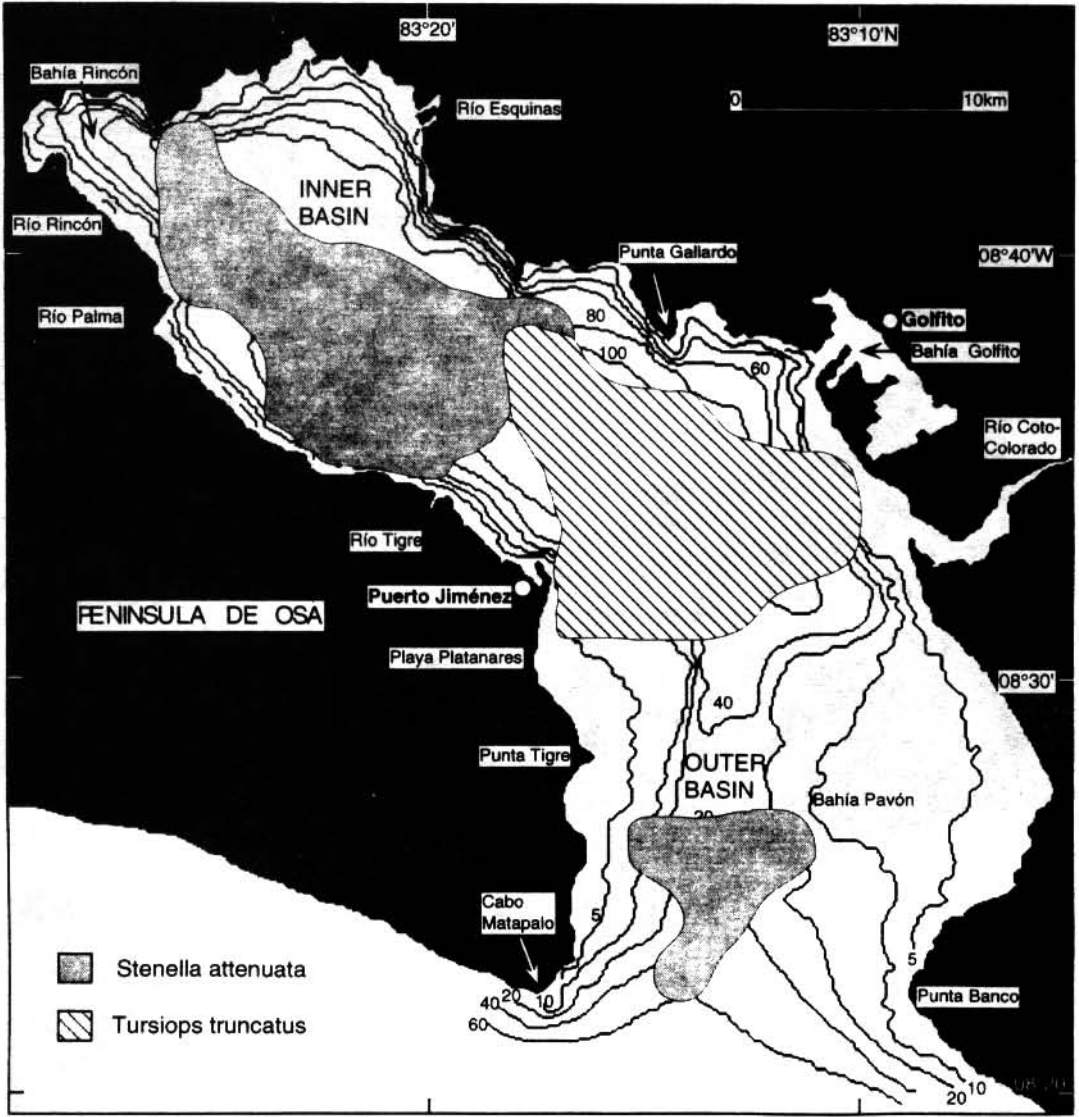 83°20'
83°10'N
Bahía Rincón
Río Esquinas
0
10km
INNER
BASIN
Río Rincón
Punta Gallardo
08°40'W
Río Palma
80
Golfito
100
60
Bahía Golfito
Río Coto-
Colorado
Río Tigre
Puerto Jiménez
PENINSULA DE OSA
Playa Platanares
08°30'
40
Punta Tigre
OUTER
BASIN
Bahía Pavón
20
Cabo
Matapalo
5
5
Stenella attenuata
40
20
10
Punta Banco
60
Tursiops truncatus
10
20
08°20